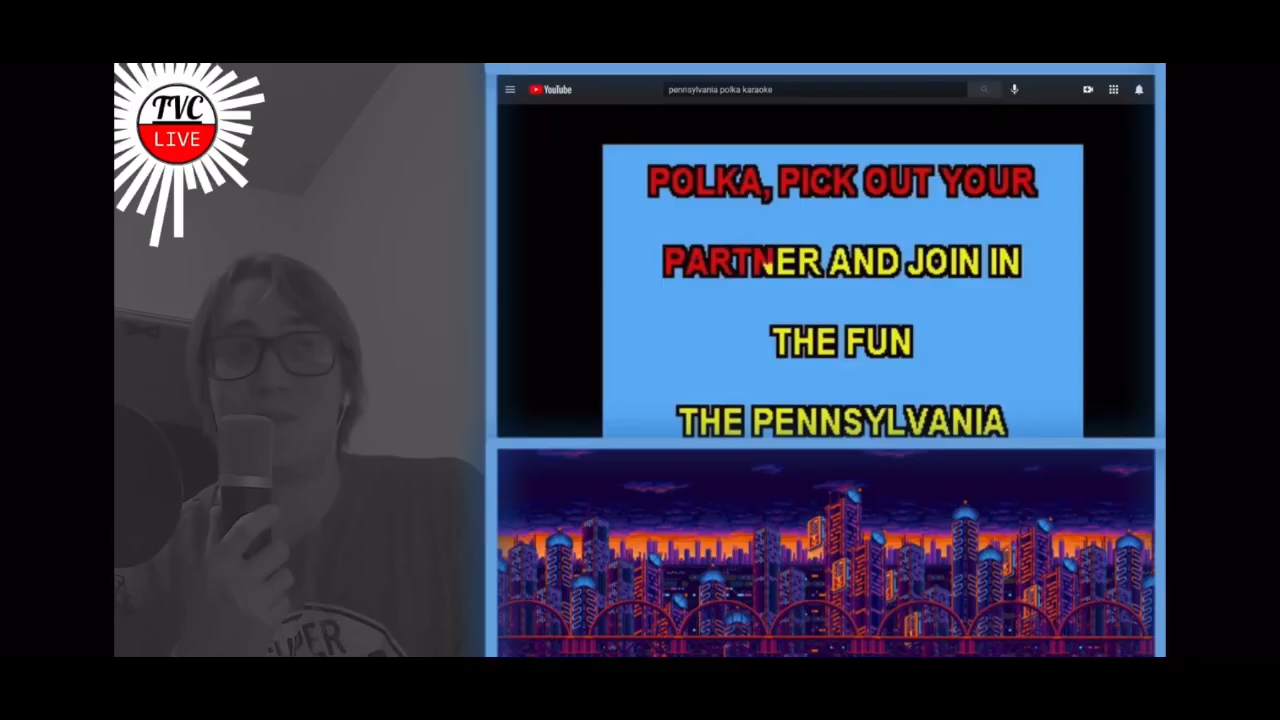 TVC
LIVE
YouTube
pennsylvania polka karaoke
POLKA, PICK OUT YOUR
PARTNER AND JOIN IN
THE FUN
THE PENNSYLVANIA